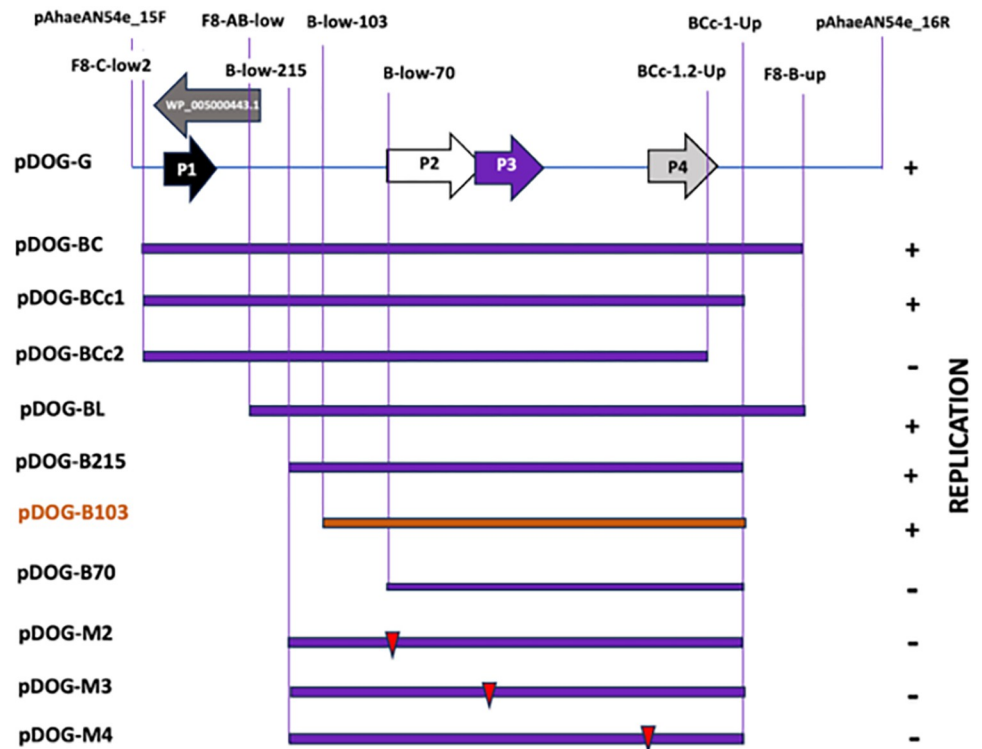 pAhaeAN54e_15F
F8-AB-low
B-low-103
BCc-1-Up
pAhaeAN54e_16R
F8-C-low2
B-low-215
B-low-70
BCc-1.2-Up
F8-B-up
WP_005000443.1
pDOG-G
P1
P2
P3
P4
+
pDOG-BC
+
pDOG-BCc1
+
pDOG-BCc2
-
pDOG-BL
+
pDOG-B215
+
pDOG-B103
+
pDOG-B70
-
pDOG-M2
-
pDOG-M3
-
pDOG-M4
-
REPLICATION